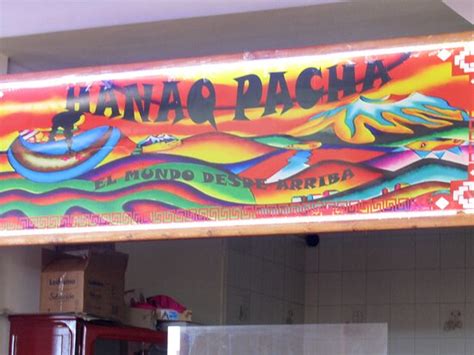 HANAQ PACHA
EL MUNDO DESDE ARRIBA